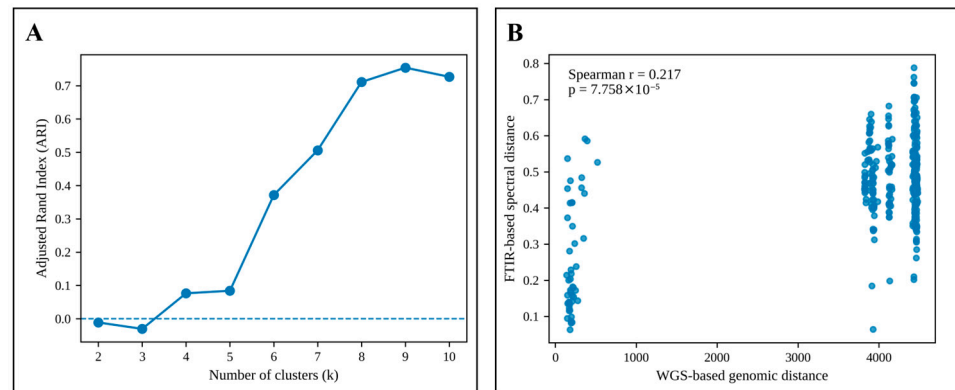 A
0.7
0.6
0.5
0.4
0.3
0.2
0.1
0.0
Adjusted Rand Index (ARI)
2 3 4 5 6 7 8 9 10
Number of clusters (k)
B
Spearman r = 0.217
p = 7.758×10⁻⁵
0.8
0.7
0.6
0.5
0.4
0.3
0.2
0.1
FTIR-based spectral distance
0 1000 2000 3000 4000
WGS-based genomic distance